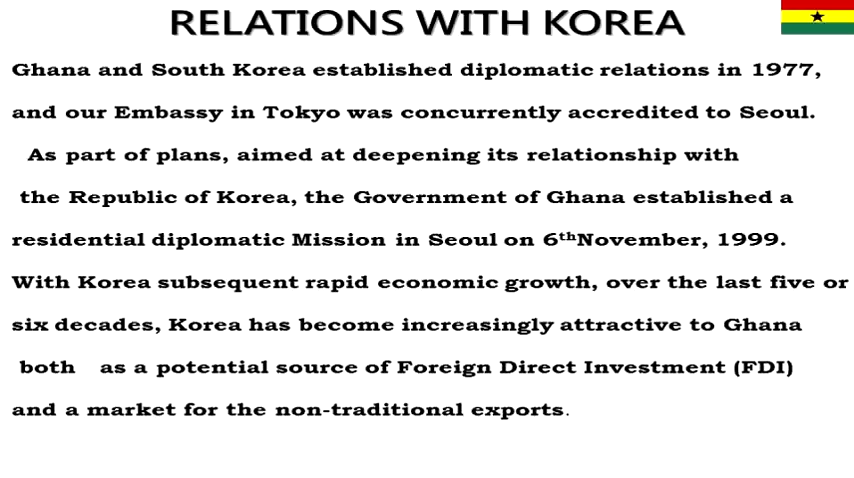 RELATIONS WITH KOREA
Ghana and South Korea established diplomatic relations in 1977,
and our Embassy in Tokyo was concurrently accredited to Seoul.
As part of plans, aimed at deepening its relationship with
the Republic of Korea, the Government of Ghana established a
residential diplomatic Mission in Seoul on 6thNovember, 1999.
With Korea subsequent rapid economic growth, over the last five or
six decades, Korea has become increasingly attractive to Ghana
both as a potential source of Foreign Direct Investment (FDI)
and a market for the non-traditional exports.